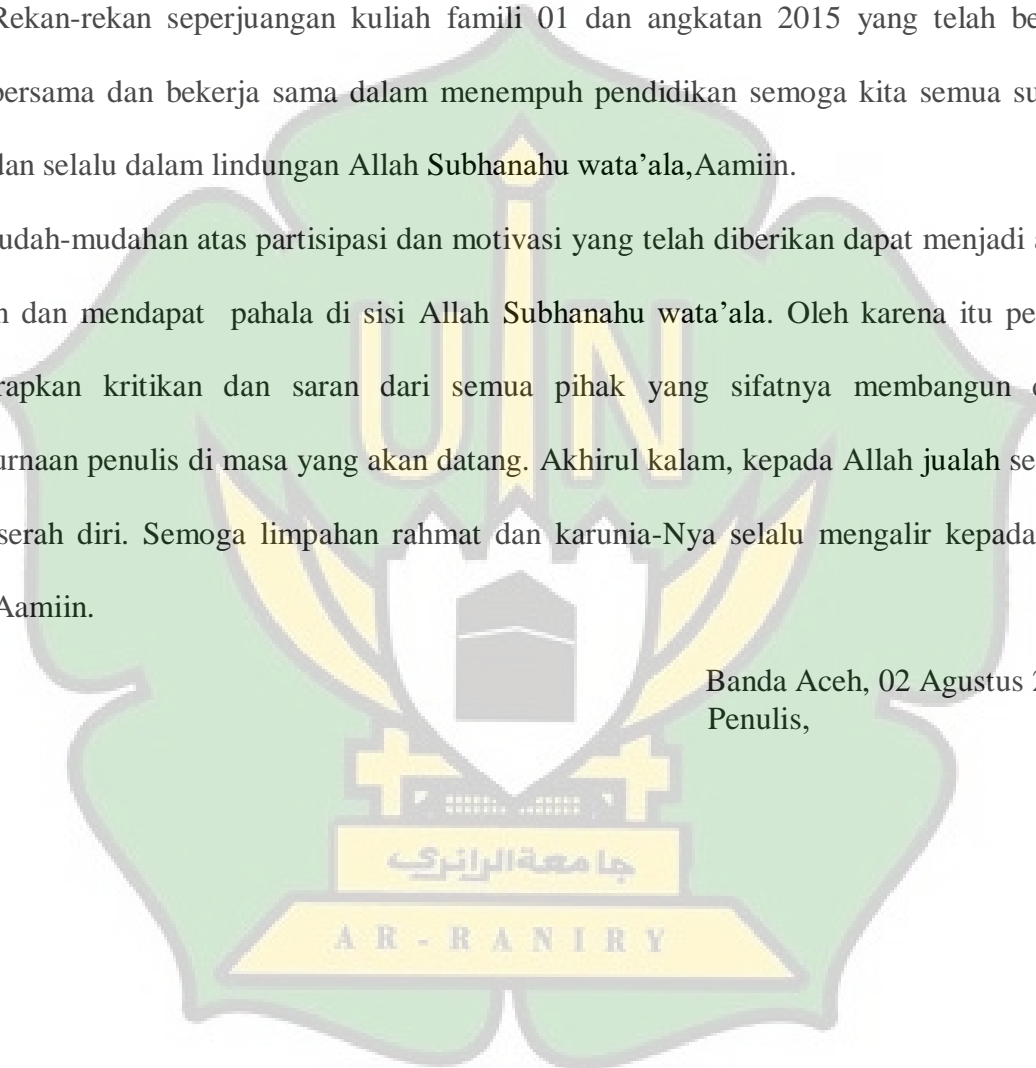 Rekan-rekan seperjuangan kuliah famili 01 dan angkatan 2015 yang telah be
bersama dan bekerja sama dalam menempuh pendidikan semoga kita semua su
dan selalu dalam lindungan Allah Subhanahu wata’ala,Aamiin.
udah-mudahan atas partisipasi dan motivasi yang telah diberikan dapat menjadi
dan mendapat pahala di sisi Allah Subhanahu wata’ala. Oleh karena itu pe
rapkan kritikan dan saran dari semua pihak yang sifatnya membangun
urnaan penulis di masa yang akan datang. Akhirul kalam, kepada Allah jualah se
serah diri. Semoga limpahan rahmat dan karunia-Nya selalu mengalir kepada
Aamiin.
Banda Aceh, 02 Agustus 2
Penulis,
UIN
جامعة الرانري
AR-RANIRY